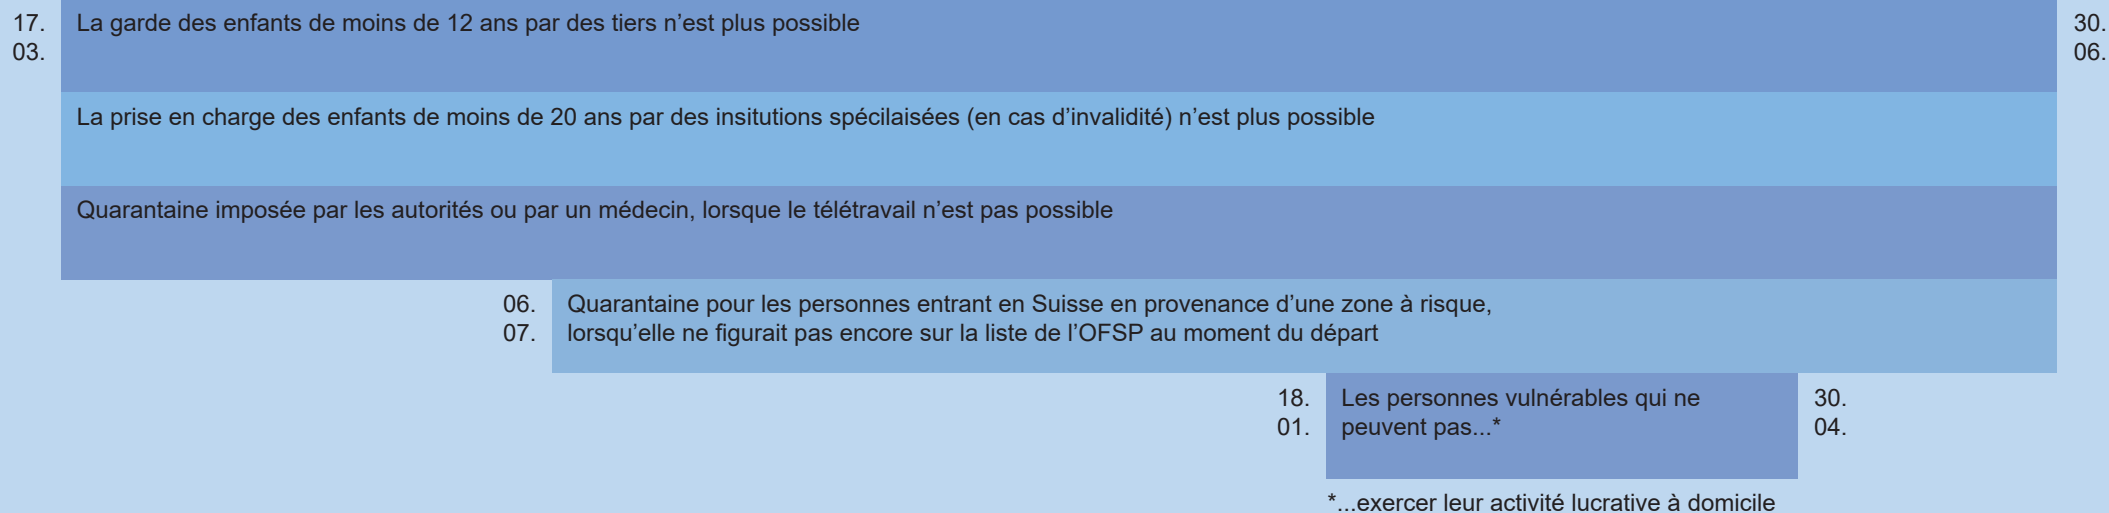 17.
03.
La garde des enfants de moins de 12 ans par des tiers n’est plus possible
30.
06.
La prise en charge des enfants de moins de 20 ans par des insitutions spécilaisées (en cas d’invalidité) n’est plus possible
Quarantaine imposée par les autorités ou par un médecin, lorsque le télétravail n’est pas possible
06.
07.
Quarantaine pour les personnes entrant en Suisse en provenance d’une zone à risque,
lorsqu’elle ne figurait pas encore sur la liste de l’OFSP au moment du départ
18.
01.
Les personnes vulnérables qui ne
peuvent pas...*
30.
04.
*...exercer leur activité lucrative à domicile